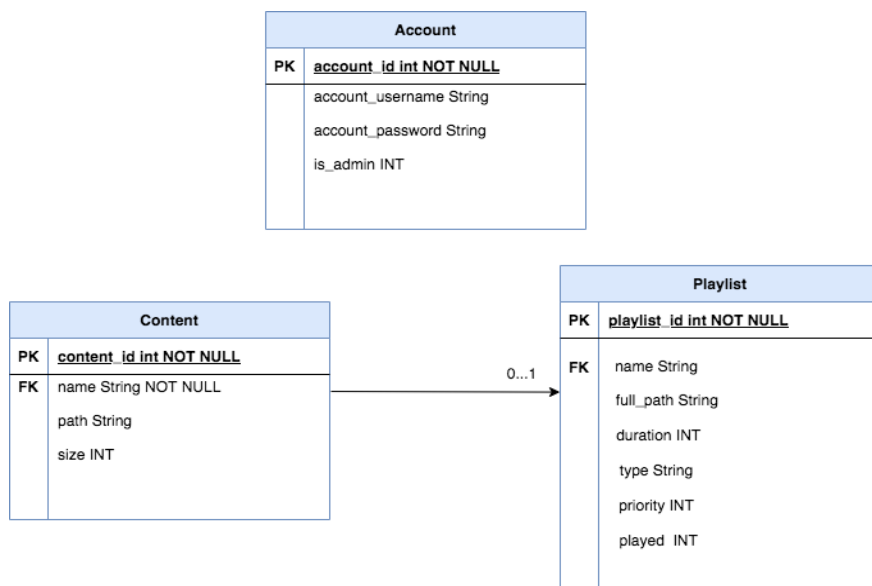 Account
PK account_id int NOT NULL
account_username String
account_password String
is_admin INT
Content
PK content_id int NOT NULL
FK name String NOT NULL
path String
size INT
0...1
Playlist
PK playlist_id int NOT NULL
FK name String
full_path String
duration INT
type String
priority INT
played INT